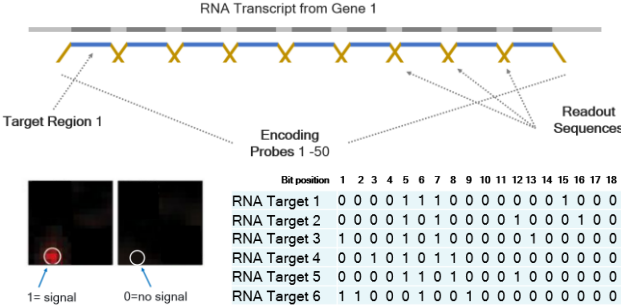 RNA Transcript from Gene 1
Target Region 1
Encoding
Probes 1 -50
Readout
Sequences
1= signal
0=no signal
Bit position 1 2 3 4 5 6 7 8 9 10 11 12 13 14 15 16 17 18
RNA Target 1 0 0 0 0 1 1 1 0 0 0 0 0 0 0 1 0 0 0
RNA Target 2 0 0 0 0 1 1 1 0 0 0 0 1 0 0 0 1 0 0
RNA Target 3 1 0 0 0 1 0 1 0 0 0 0 0 1 0 0 0 0 0
RNA Target 4 0 0 1 0 1 0 1 1 0 0 0 0 0 0 0 0 0 0
RNA Target 5 0 0 0 0 1 1 0 1 0 0 0 1 0 0 0 0 0 0
RNA Target 6 1 1 0 0 0 1 0 0 1 0 0 0 0 0 0 0 0 0